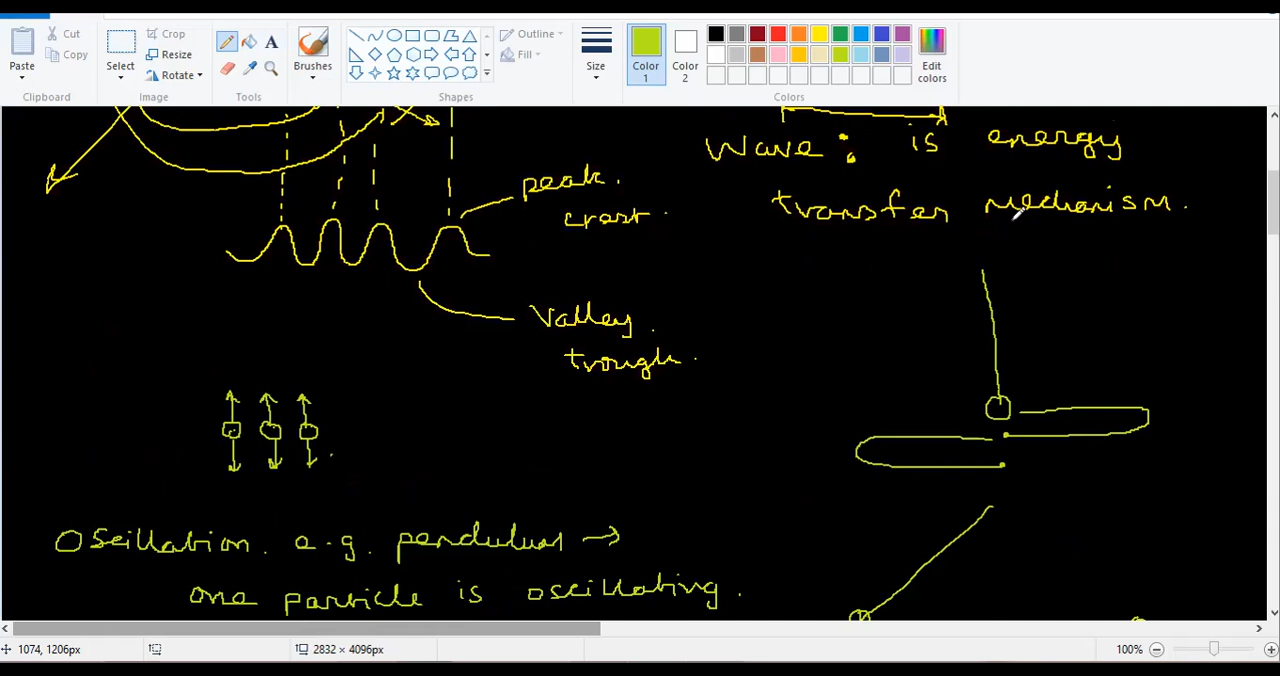 Cut
Copy
Paste
Clipboard
Crop
Resize
Rotate
Select
Image
A
Tools
Brushes
Outline
Fill
Shapes
Size
Color
1
Color
2
Edit
colors
Colors
Wave : is energy
transfer mechanism.
peak.
crest.
Valley.
trough.
Oscillation. e.g. pendulum →
one particle is oscillating.
1074, 1206px
2832 × 4096px
100%